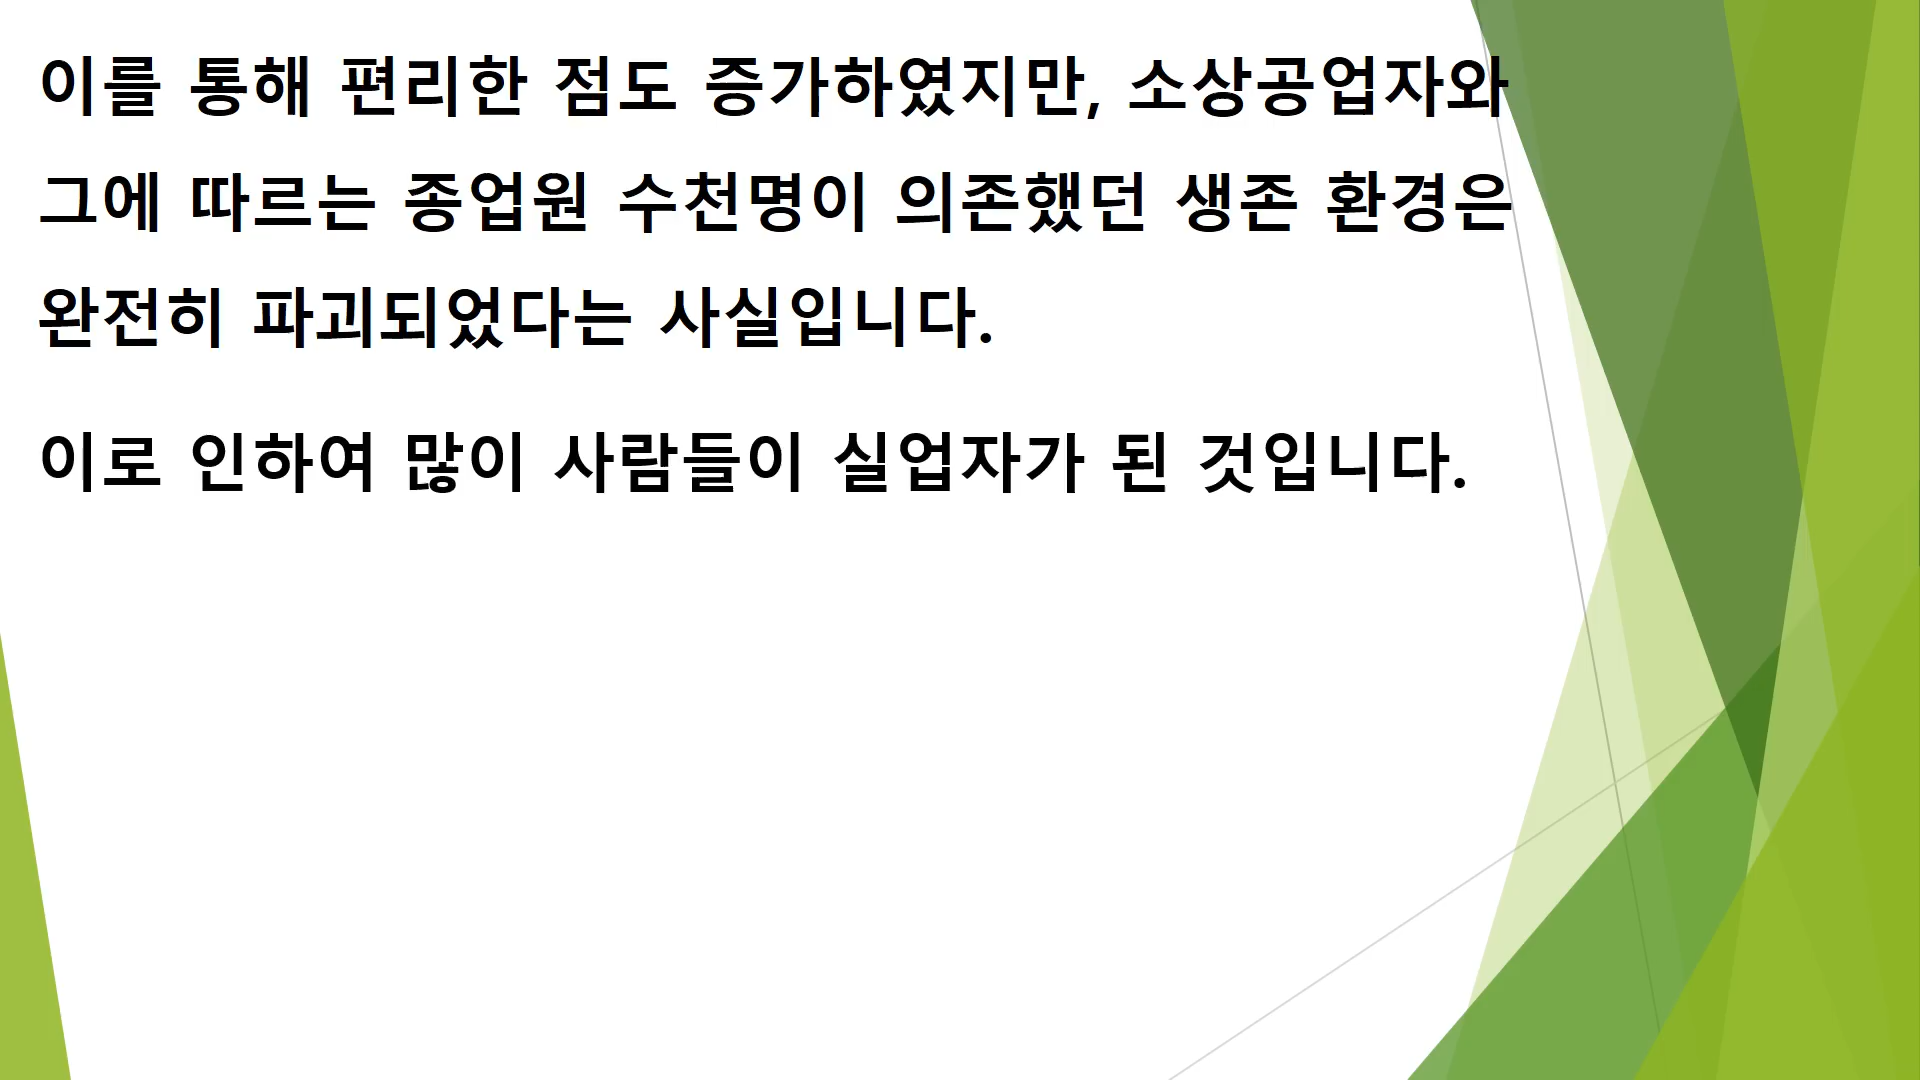 이를 통해 편리한 점도 증가하였지만, 소상공업자와
그에 따르는 종업원 수천명이 의존했던 생존 환경은
완전히 파괴되었다는 사실입니다.
이로 인하여 많이 사람들이 실업자가 된 것입니다.